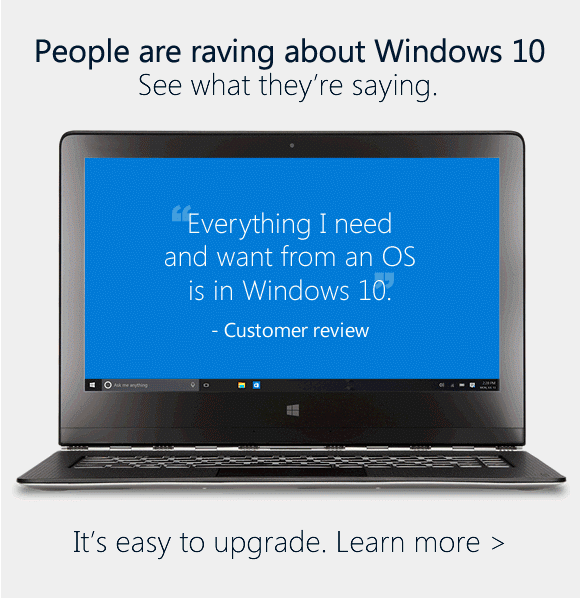 People are raving about Windows 10
See what they’re saying.
“Everything I need
and want from an OS
is in Windows 10.”
- Customer review
Ask me anything
It’s easy to upgrade. Learn more >